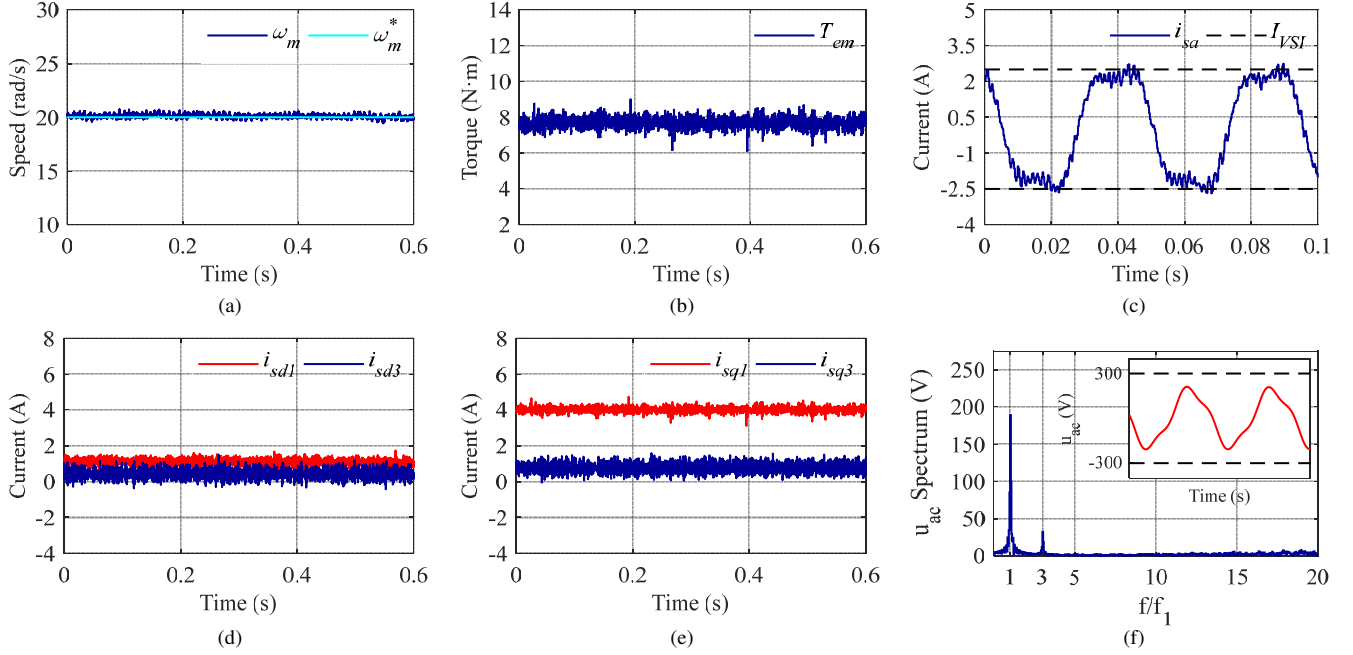 ω_m ω_m^*
30
25
20
15
10
Speed (rad/s)
0 0.2 0.4 0.6
Time (s)
(a)
T_em
14
12
10
8
6
4
2
Torque (N·m)
0 0.2 0.4 0.6
Time (s)
(b)
i_sa I_VSI
5
3.5
2
0.5
-1
-2.5
-4
Current (A)
0 0.02 0.04 0.06 0.08 0.1
Time (s)
(c)
i_sd1 i_sd3
8
6
4
2
0
-2
-4
Current (A)
0 0.2 0.4 0.6
Time (s)
(d)
i_sq1 i_sq3
8
6
4
2
0
-2
-4
Current (A)
0 0.2 0.4 0.6
Time (s)
(e)
250
200
150
100
50
0
u_ac Spectrum (V)
300
-300
u_ac (V)
Time (s)
1 3 5 10 15 20
f/f_1
(f)